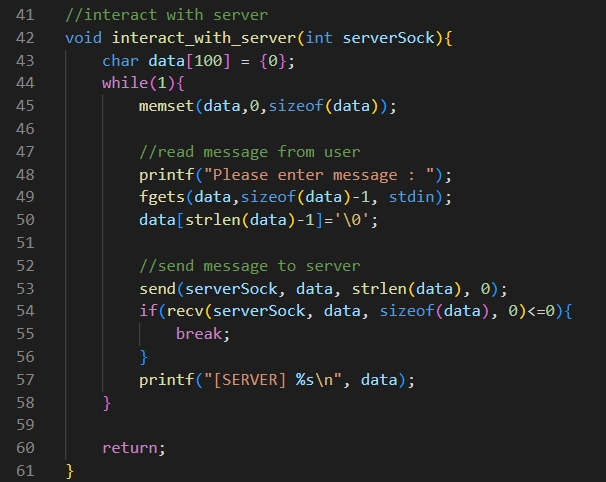 41 //interact with server
42 void interact_with_server(int serverSock){
43     char data[100] = {0};
44     while(1){
45         memset(data,0,sizeof(data));
46
47         //read message from user
48         printf("Please enter message : ");
49         fgets(data,sizeof(data)-1, stdin);
50         data[strlen(data)-1]='\0';
51
52         //send message to server
53         send(serverSock, data, strlen(data), 0);
54         if(recv(serverSock, data, sizeof(data), 0)<=0){
55             break;
56         }
57         printf("[SERVER] %s\n", data);
58     }
59
60     return;
61 }